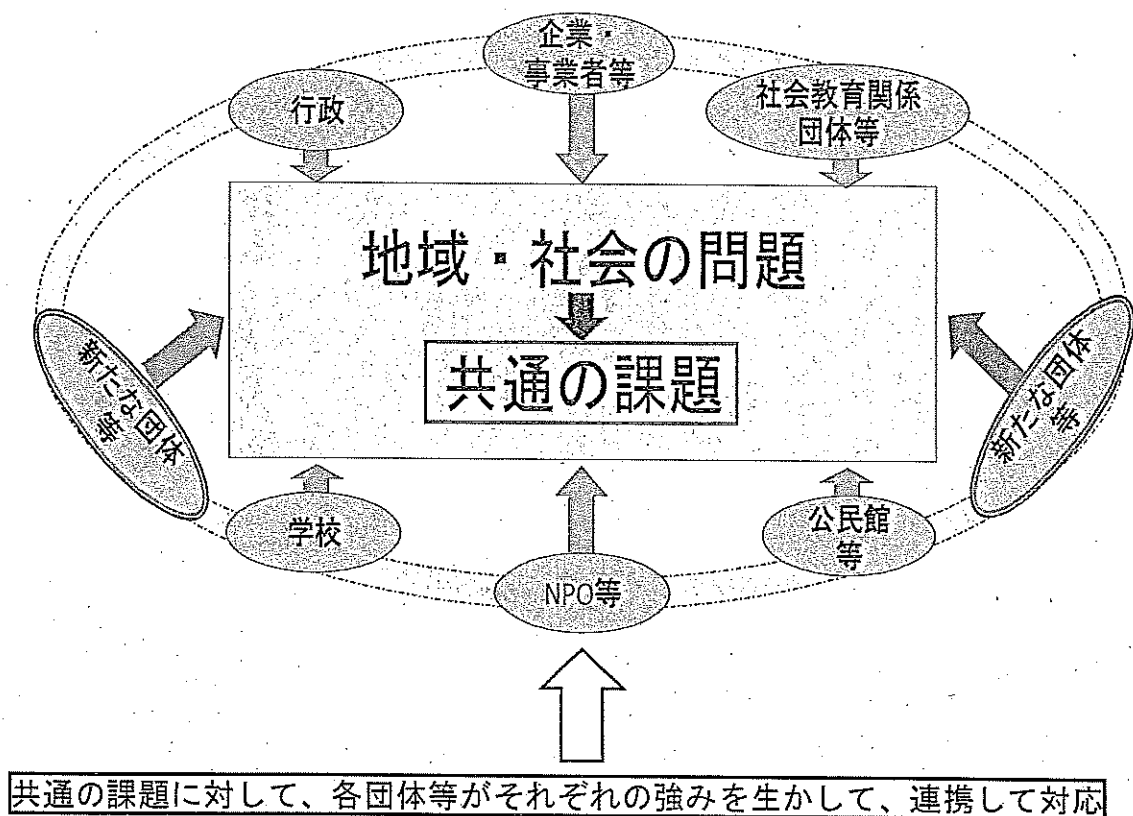 企業・
事業者等
行政
社会教育関係
団体等
地域・社会の問題
共通の課題
新たな団体
等
新たな団体
等
学校
NPO等
公民館
等
共通の課題に対して、各団体等がそれぞれの強みを生かして、連携して対応